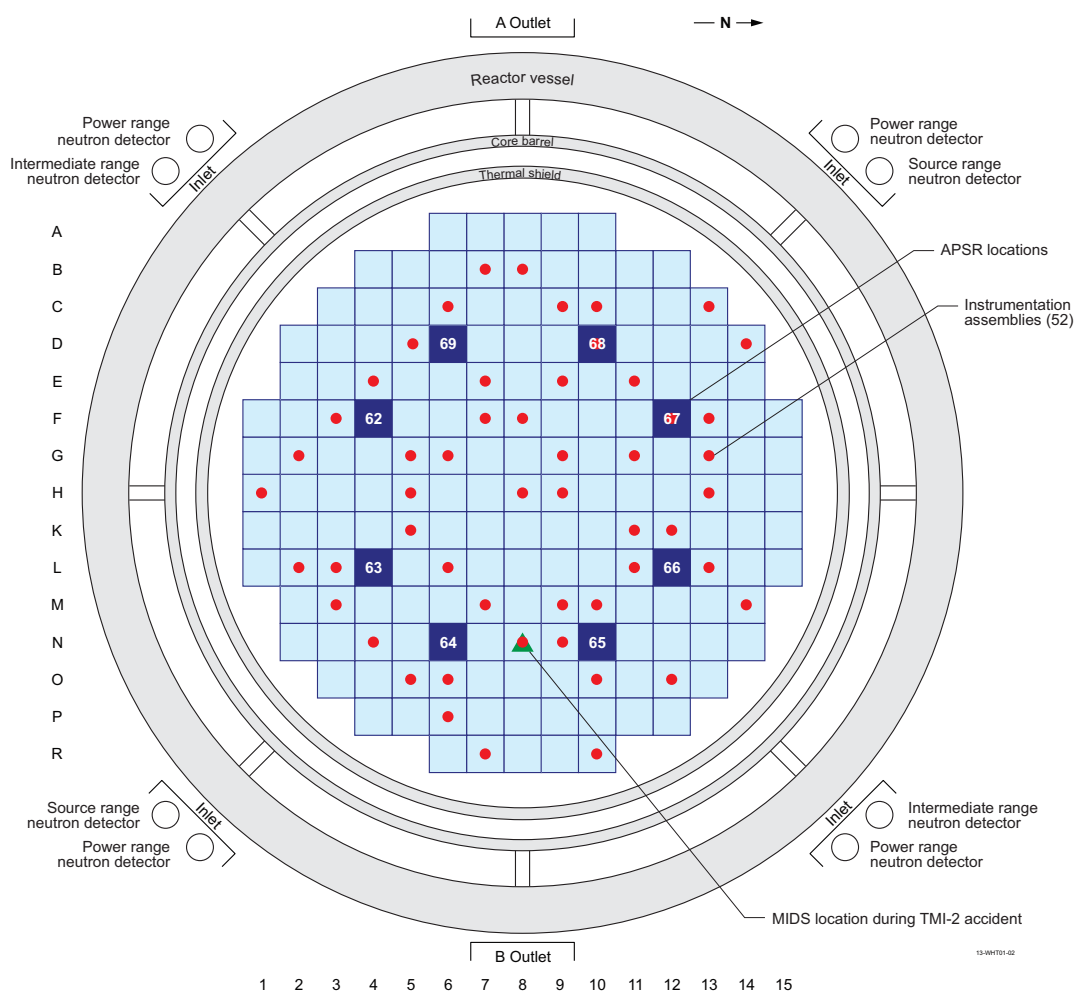 A Outlet
N
Reactor vessel
Power range
neutron detector
Intermediate range
neutron detector
Inlet
Core barrel
Thermal shield
Inlet
Power range
neutron detector
Source range
neutron detector
A
B
APSR locations
C
Instrumentation
assemblies (52)
D
69
68
E
F
62
67
G
H
K
L
63
66
M
N
64
65
O
P
R
Source range
neutron detector
Power range
neutron detector
Inlet
Inlet
Intermediate range
neutron detector
Power range
neutron detector
MIDS location during TMI-2 accident
B Outlet
13-WHT01-02
1 2 3 4 5 6 7 8 9 10 11 12 13 14 15